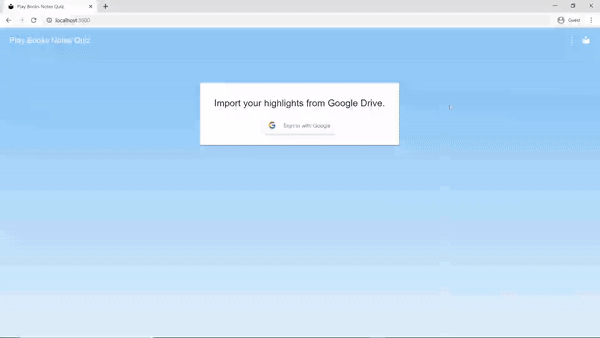 Play Books Notes Quiz
Guest
localhost:5000
Play Books Notes Quiz
Import your highlights from Google Drive.
Sign in with Google